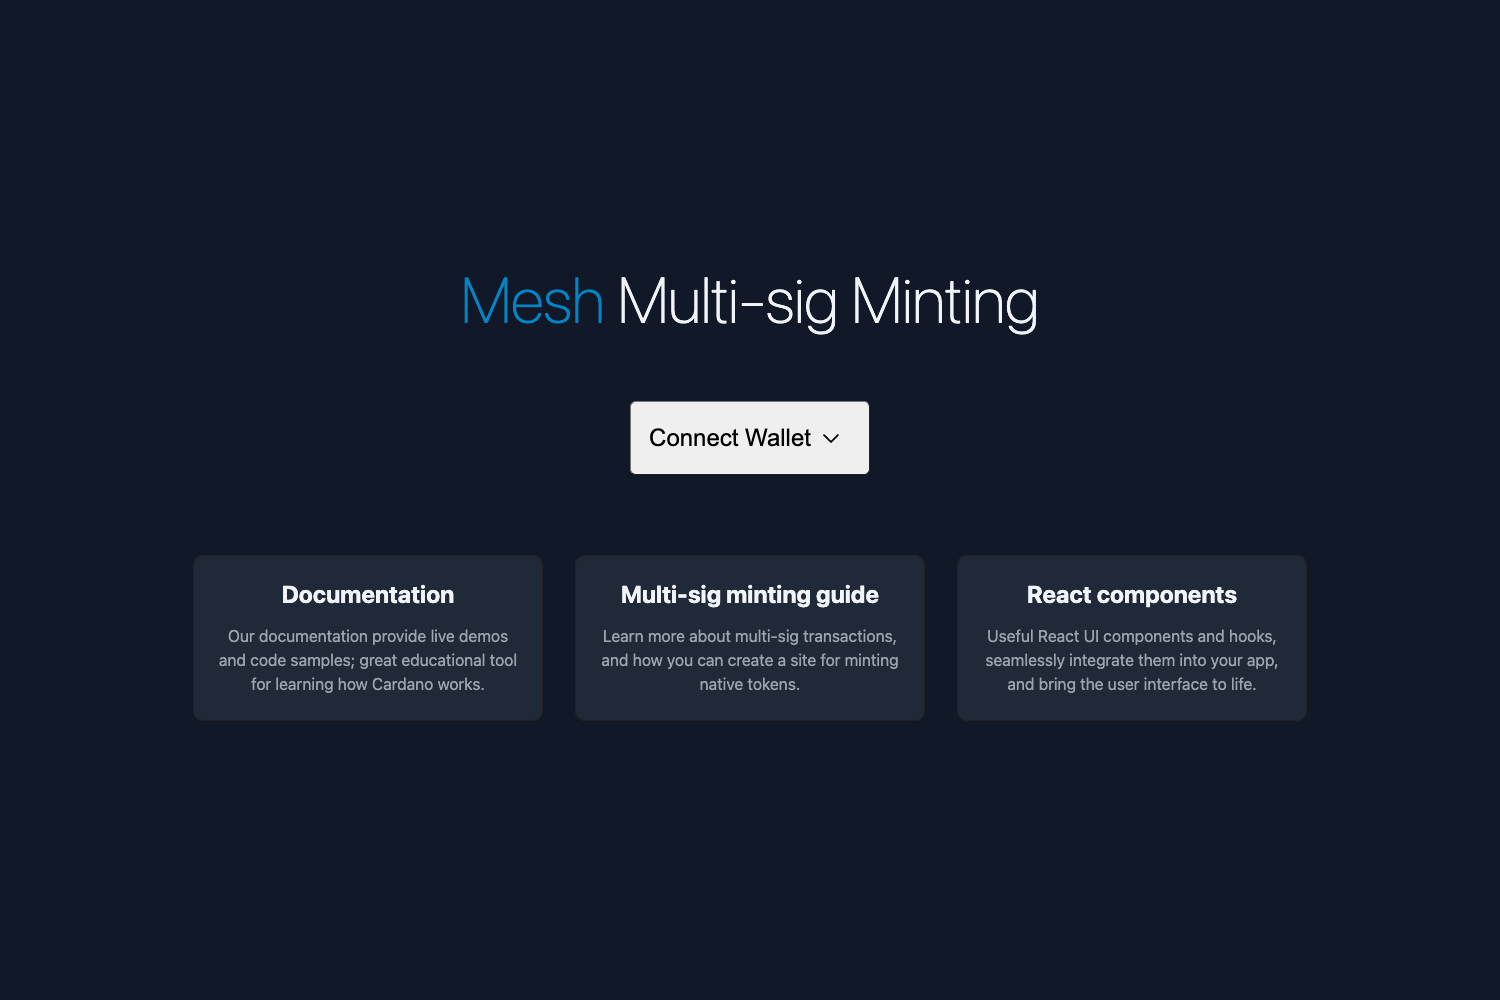 Mesh Multi-sig Minting
Connect Wallet
Documentation
Our documentation provide live demos
and code samples; great educational tool
for learning how Cardano works.
Multi-sig minting guide
Learn more about multi-sig transactions,
and how you can create a site for minting
native tokens.
React components
Useful React UI components and hooks,
seamlessly integrate them into your app,
and bring the user interface to life.